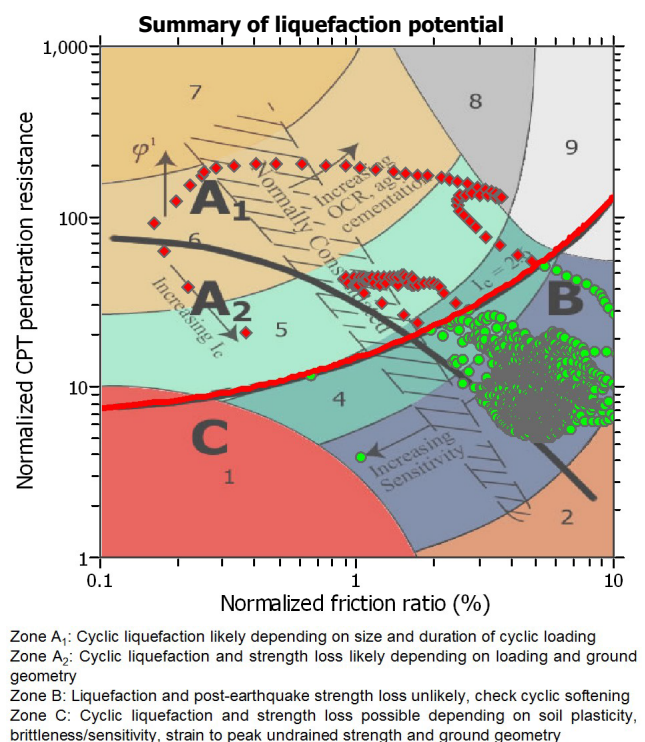 Summary of liquefaction potential
1,000
100
10
1
Normalized CPT penetration resistance
7
8
9
φ'
A1
Normally Consolidated
Increasing OCR, age, cementation
6
A2
Increasing Ic
5
Ic =
B
4
C
1
Increasing Sensitivity
2
0.1
1
10
Normalized friction ratio (%)
Zone A1: Cyclic liquefaction likely depending on size and duration of cyclic loading
Zone A2: Cyclic liquefaction and strength loss likely depending on loading and ground
geometry
Zone B: Liquefaction and post-earthquake strength loss unlikely, check cyclic softening
Zone C: Cyclic liquefaction and strength loss possible depending on soil plasticity,
brittleness/sensitivity, strain to peak undrained strength and ground geometry